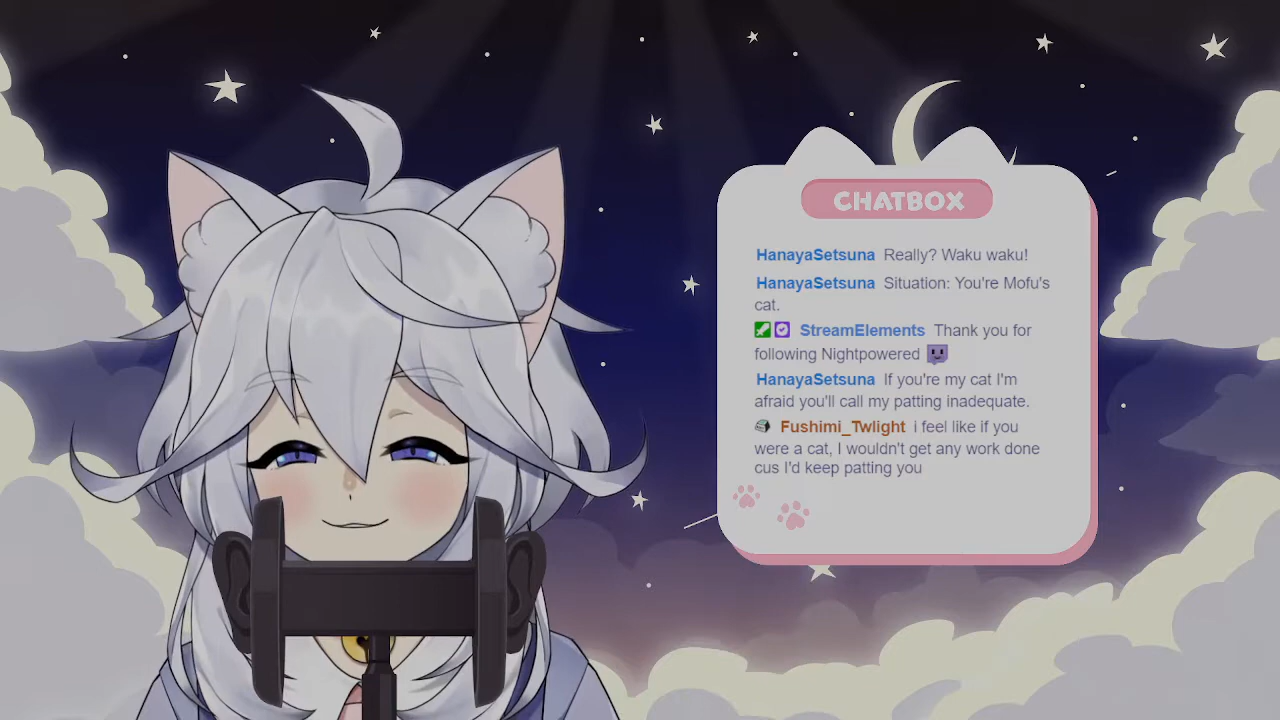 CHATBOX
HanayaSetsuna Really? Waku waku!
HanayaSetsuna Situation: You're Mofu's
cat.
StreamElements Thank you for
following Nightpowered
HanayaSetsuna If you're my cat I'm
afraid you'll call my patting inadequate.
Fushimi_Twlight i feel like if you
were a cat, I wouldn't get any work done
cus I'd keep patting you